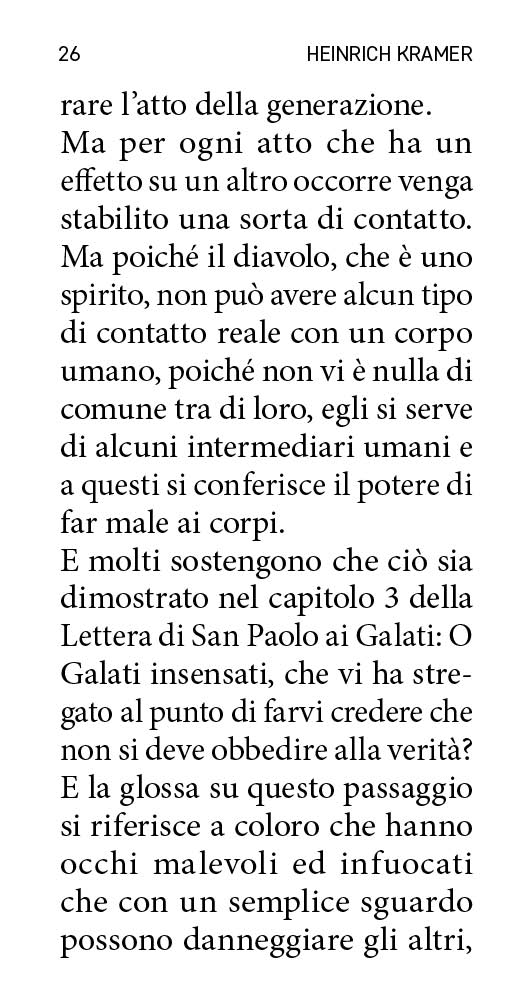 26 HEINRICH KRAMER
rare l’atto della generazione.
Ma per ogni atto che ha un
effetto su un altro occorre venga
stabilito una sorta di contatto.
Ma poiché il diavolo, che è uno
spirito, non può avere alcun tipo
di contatto reale con un corpo
umano, poiché non vi è nulla di
comune tra di loro, egli si serve
di alcuni intermediari umani e
a questi si conferisce il potere di
far male ai corpi.
E molti sostengono che ciò sia
dimostrato nel capitolo 3 della
Lettera di San Paolo ai Galati: O
Galati insensati, che vi ha stre-
gato al punto di farvi credere che
non si deve obbedire alla verità?
E la glossa su questo passaggio
si riferisce a coloro che hanno
occhi malevoli ed infuocati
che con un semplice sguardo
possono danneggiare gli altri,